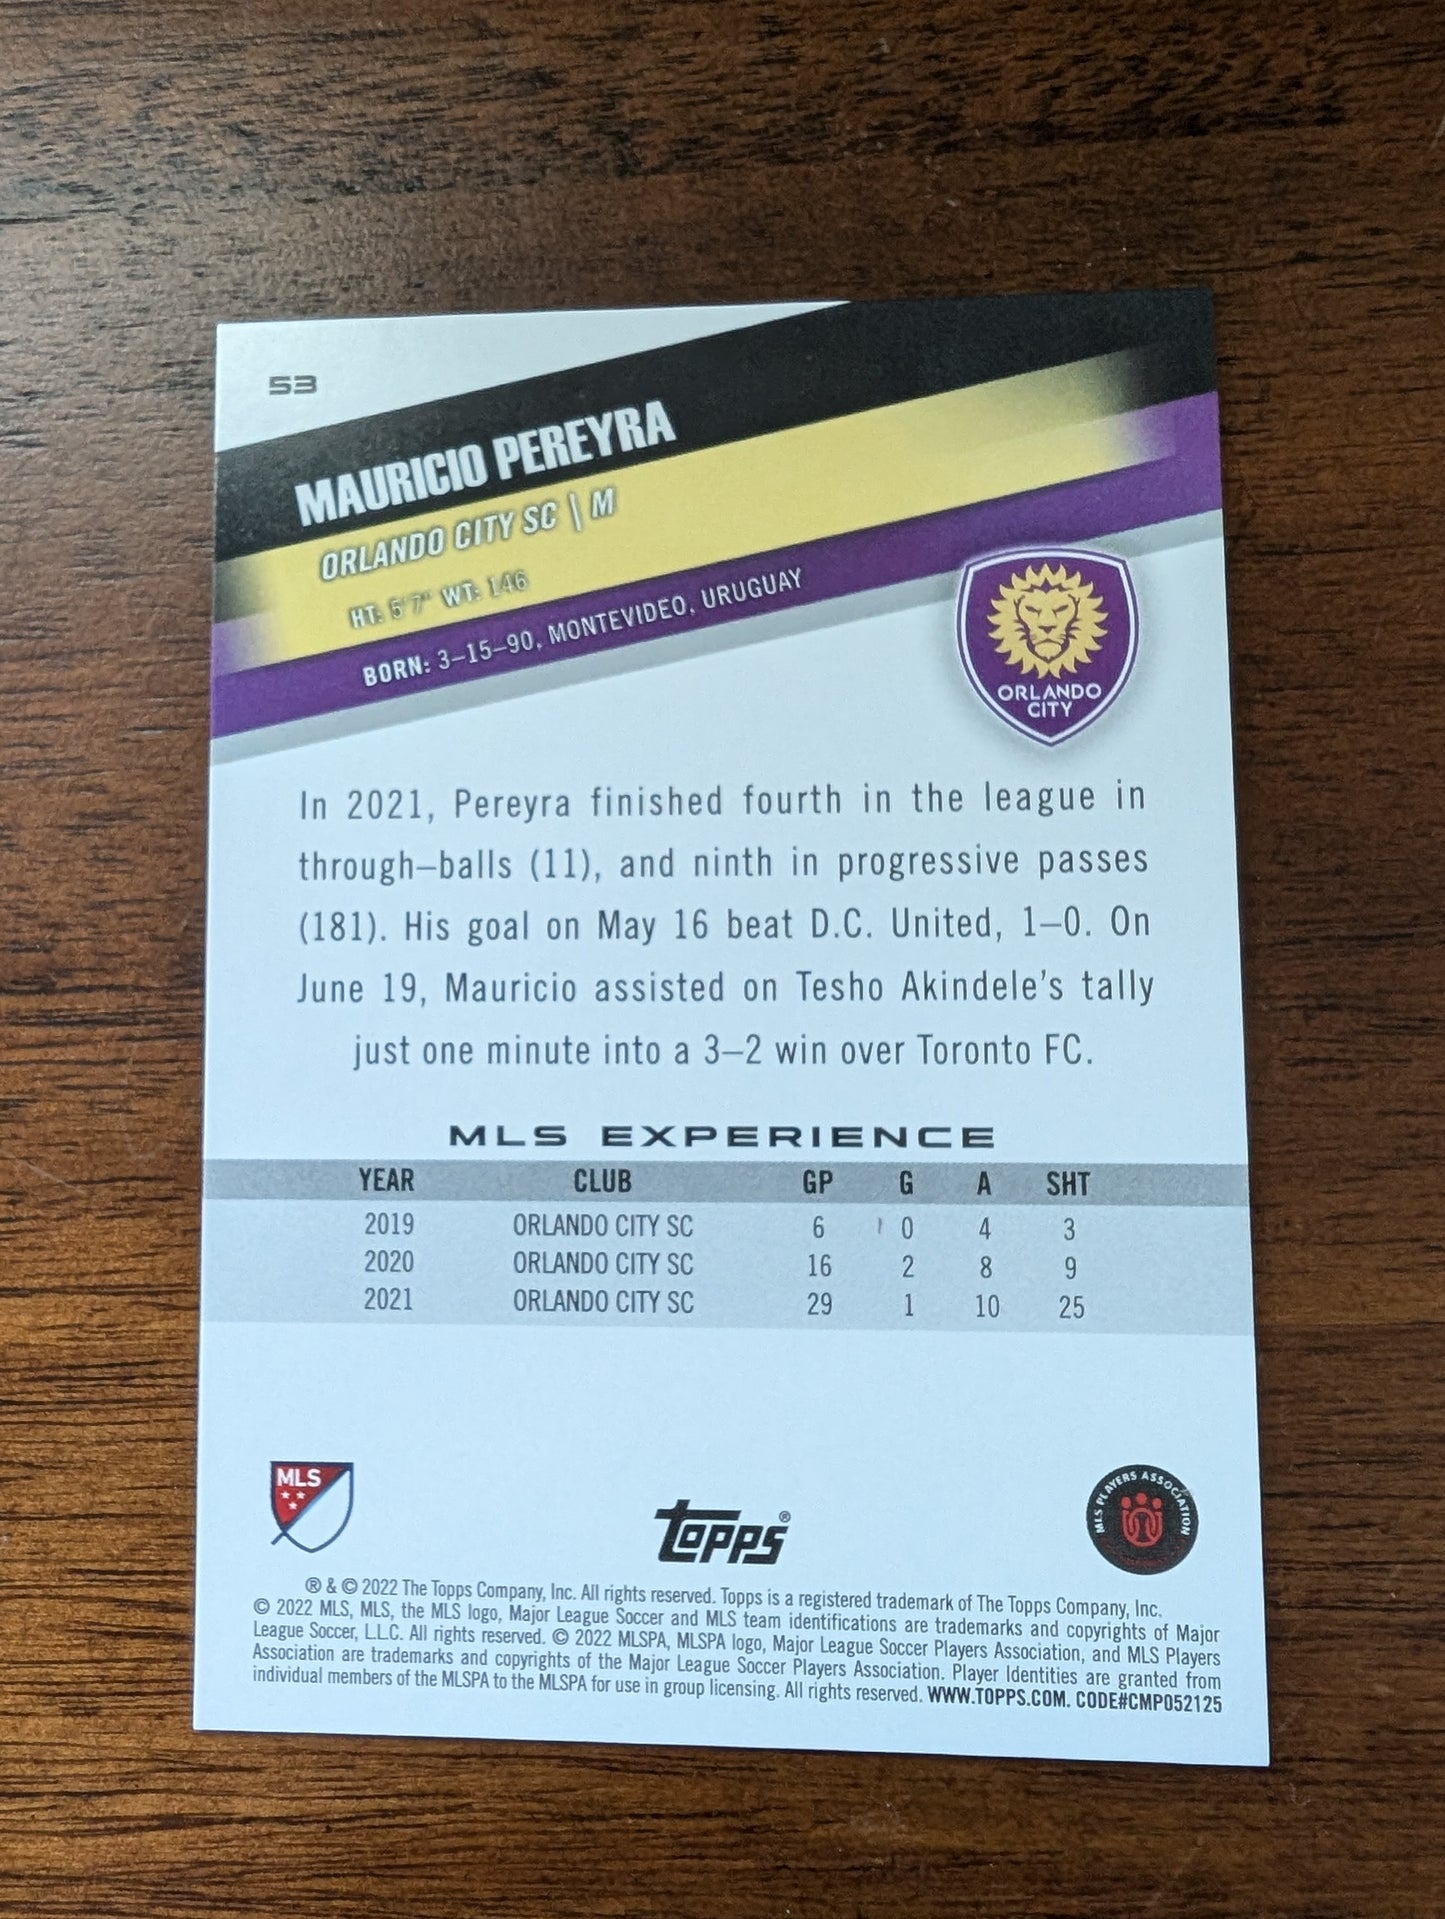 53
MAURICIO PEREYRA
ORLANDO CITY SC \ M
HT: 5'7" WT: 146
BORN: 3–15–90, MONTEVIDEO, URUGUAY
ORLANDO
CITY
In 2021, Pereyra finished fourth in the league in
through–balls (11), and ninth in progressive passes
(181). His goal on May 16 beat D.C. United, 1–0. On
June 19, Mauricio assisted on Tesho Akindele's tally
just one minute into a 3–2 win over Toronto FC.
MLS EXPERIENCE
YEAR CLUB GP G A SHT
2019 ORLANDO CITY SC 6 0 4 3
2020 ORLANDO CITY SC 16 2 8 9
2021 ORLANDO CITY SC 29 1 10 25
MLS
topps®
MLS PLAYERS ASSOCIATION
® & © 2022 The Topps Company, Inc. All rights reserved. Topps is a registered trademark of The Topps Company, Inc.
© 2022 MLS, MLS, the MLS logo, Major League Soccer and MLS team identifications are trademarks and copyrights of Major
League Soccer, L.L.C. All rights reserved. © 2022 MLSPA, MLSPA logo, Major League Soccer Players Association, and MLS Players
Association are trademarks and copyrights of the Major League Soccer Players Association. Player Identities are granted from
individual members of the MLSPA to the MLSPA for use in group licensing. All rights reserved. WWW.TOPPS.COM. CODE#CMP052125